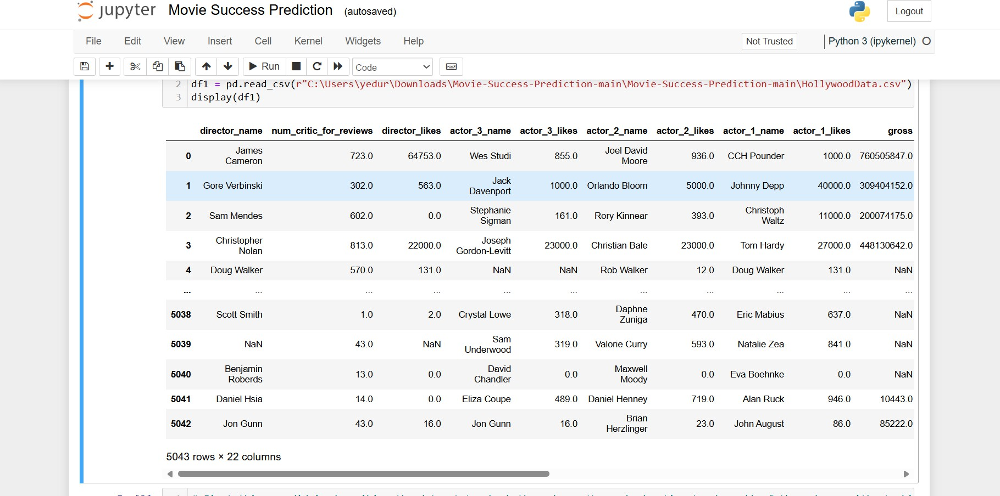 jupyter Movie Success Prediction (autosaved) Logout
File Edit View Insert Cell Kernel Widgets Help Not Trusted Python 3 (ipykernel)
Run Code
2 df1 = pd.read_csv(r"C:\Users\yedur\Downloads\Movie-Success-Prediction-main\Movie-Success-Prediction-main\HollywoodData.csv")
3 display(df1)
director_name num_critic_for_reviews director_likes actor_3_name actor_3_likes actor_2_name actor_2_likes actor_1_name actor_1_likes gross
0 James Cameron 723.0 64753.0 Wes Studi 855.0 Joel David Moore 936.0 CCH Pounder 1000.0 760505847.0
1 Gore Verbinski 302.0 563.0 Jack Davenport 1000.0 Orlando Bloom 5000.0 Johnny Depp 40000.0 309404152.0
2 Sam Mendes 602.0 0.0 Stephanie Sigman 161.0 Rory Kinnear 393.0 Christoph Waltz 11000.0 200074175.0
3 Christopher Nolan 813.0 22000.0 Joseph Gordon-Levitt 23000.0 Christian Bale 23000.0 Tom Hardy 27000.0 448130642.0
4 Doug Walker 570.0 131.0 NaN NaN Rob Walker 12.0 Doug Walker 131.0 NaN
... ... ... ... ... ... ... ... ... ... ...
5038 Scott Smith 1.0 2.0 Crystal Lowe 318.0 Daphne Zuniga 470.0 Eric Mabius 637.0 NaN
5039 NaN 43.0 NaN Sam Underwood 319.0 Valorie Curry 593.0 Natalie Zea 841.0 NaN
5040 Benjamin Roberds 13.0 0.0 David Chandler 0.0 Maxwell Moody 0.0 Eva Boehnke 0.0 NaN
5041 Daniel Hsia 14.0 0.0 Eliza Coupe 489.0 Daniel Henney 719.0 Alan Ruck 946.0 10443.0
5042 Jon Gunn 43.0 16.0 Jon Gunn 16.0 Brian Herzlinger 23.0 John August 86.0 85222.0
5043 rows × 22 columns